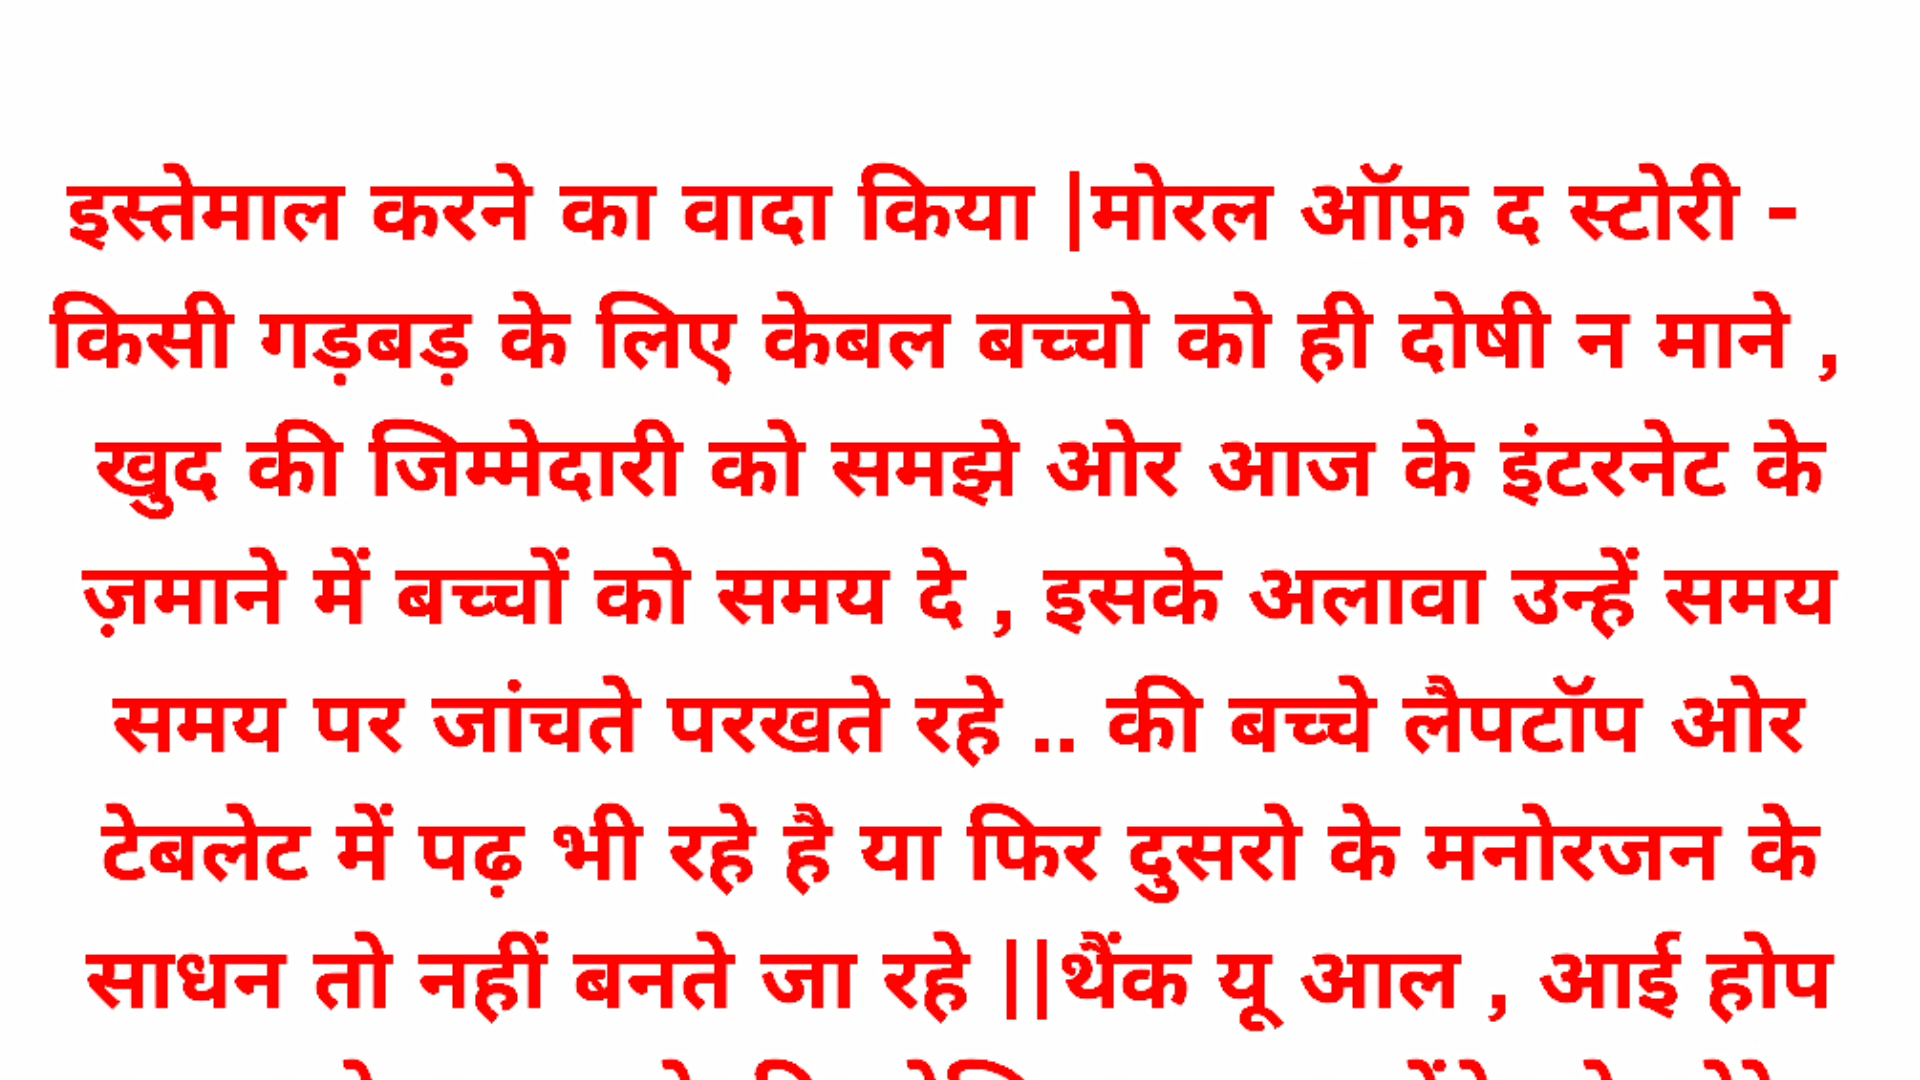 इस्तेमाल करने का वादा किया |मोरल ऑफ़ द स्टोरी -
किसी गड़बड़ के लिए केबल बच्चो को ही दोषी न माने ,
खुद की जिम्मेदारी को समझे ओर आज के इंटरनेट के
ज़माने में बच्चों को समय दे , इसके अलावा उन्हें समय
समय पर जांचते परखते रहे .. की बच्चे लैपटॉप ओर
टेबलेट में पढ़ भी रहे है या फिर दुसरो के मनोरजन के
साधन तो नहीं बनते जा रहे ||थैंक यू आल , आई होप